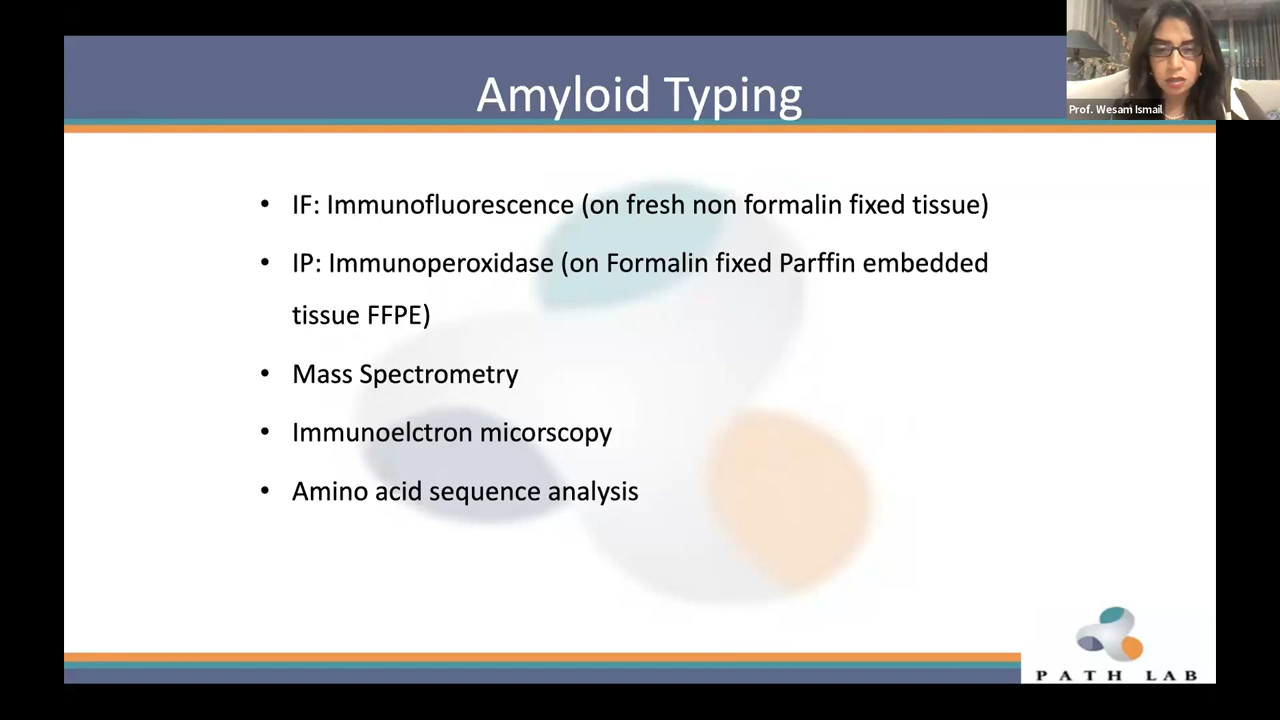 Amyloid Typing
Prof. Wesam Ismail
• IF: Immunofluorescence (on fresh non formalin fixed tissue)
• IP: Immunoperoxidase (on Formalin fixed Parffin embedded
tissue FFPE)
• Mass Spectrometry
• Immunoelctron micorscopy
• Amino acid sequence analysis
PATH LAB